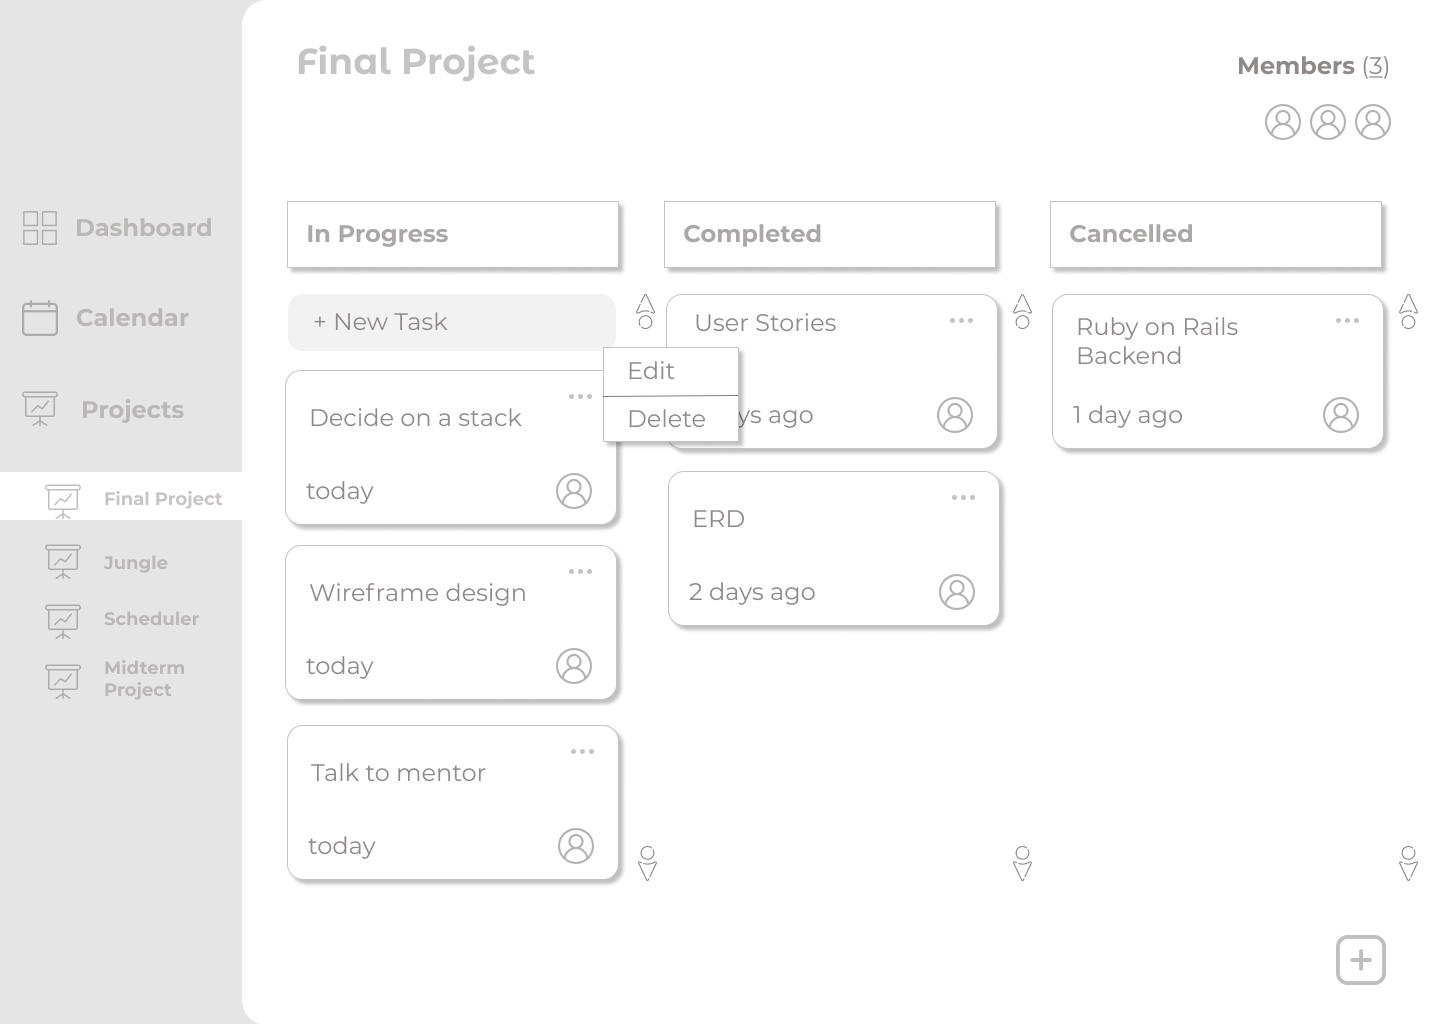 Final Project
Members (3)
Dashboard
Calendar
Projects
Final Project
Jungle
Scheduler
Midterm
Project
In Progress
+ New Task
Decide on a stack
today
Edit
Delete
Wireframe design
today
Talk to mentor
today
Completed
User Stories
ys ago
ERD
2 days ago
Cancelled
Ruby on Rails
Backend
1 day ago